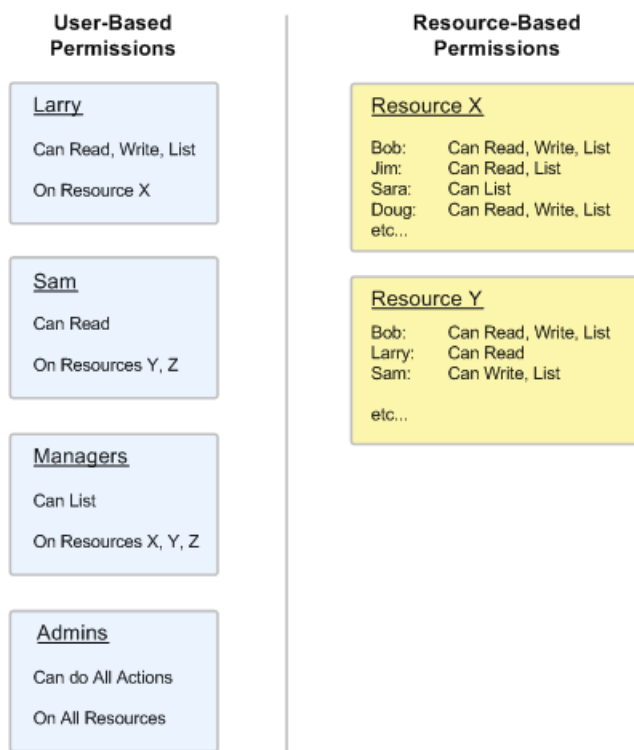 User-Based
Permissions
Larry
Can Read, Write, List
On Resource X
Sam
Can Read
On Resources Y, Z
Managers
Can List
On Resources X, Y, Z
Admins
Can do All Actions
On All Resources
Resource-Based
Permissions
Resource X
Bob: Can Read, Write, List
Jim: Can Read, List
Sara: Can List
Doug: Can Read, Write, List
etc...
Resource Y
Bob: Can Read, Write, List
Larry: Can Read
Sam: Can Write, List
etc...